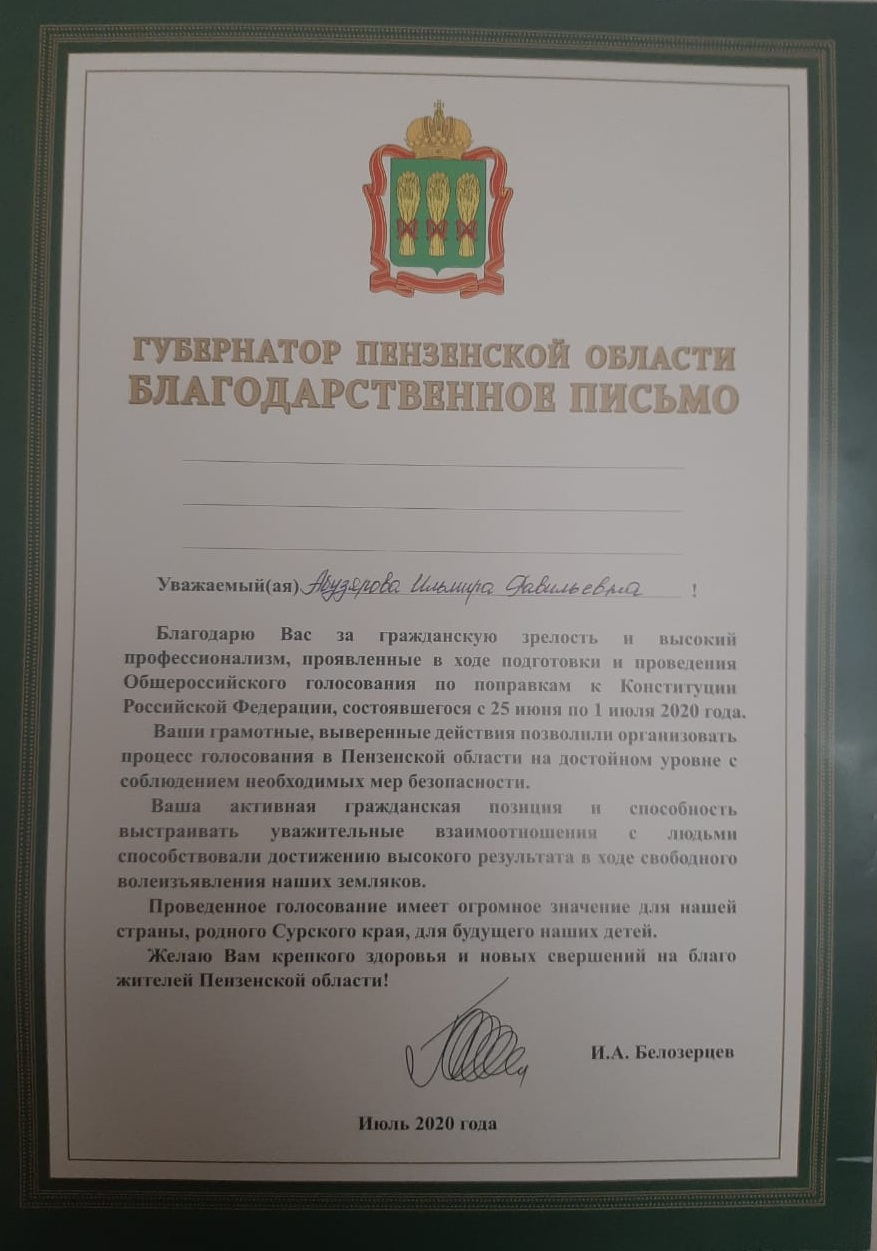 ГУБЕРНАТОР ПЕНЗЕНСКОЙ ОБЛАСТИ
БЛАГОДАРСТВЕННОЕ ПИСЬМО
Уважаемый(ая) Абузярова Ильмира Равильевна !
Благодарю Вас за гражданскую зрелость и высокий
профессионализм, проявленные в ходе подготовки и проведения
Общероссийского голосования по поправкам к Конституции
Российской Федерации, состоявшегося с 25 июня по 1 июля 2020 года.
Ваши грамотные, выверенные действия позволили организовать
процесс голосования в Пензенской области на достойном уровне с
соблюдением необходимых мер безопасности.
Ваша активная гражданская позиция и способность
выстраивать уважительные взаимоотношения с людьми
способствовали достижению высокого результата в ходе свободного
волеизъявления наших земляков.
Проведенное голосование имеет огромное значение для нашей
страны, родного Сурского края, для будущего наших детей.
Желаю Вам крепкого здоровья и новых свершений на благо
жителей Пензенской области!
И.А. Белозерцев
Июль 2020 года